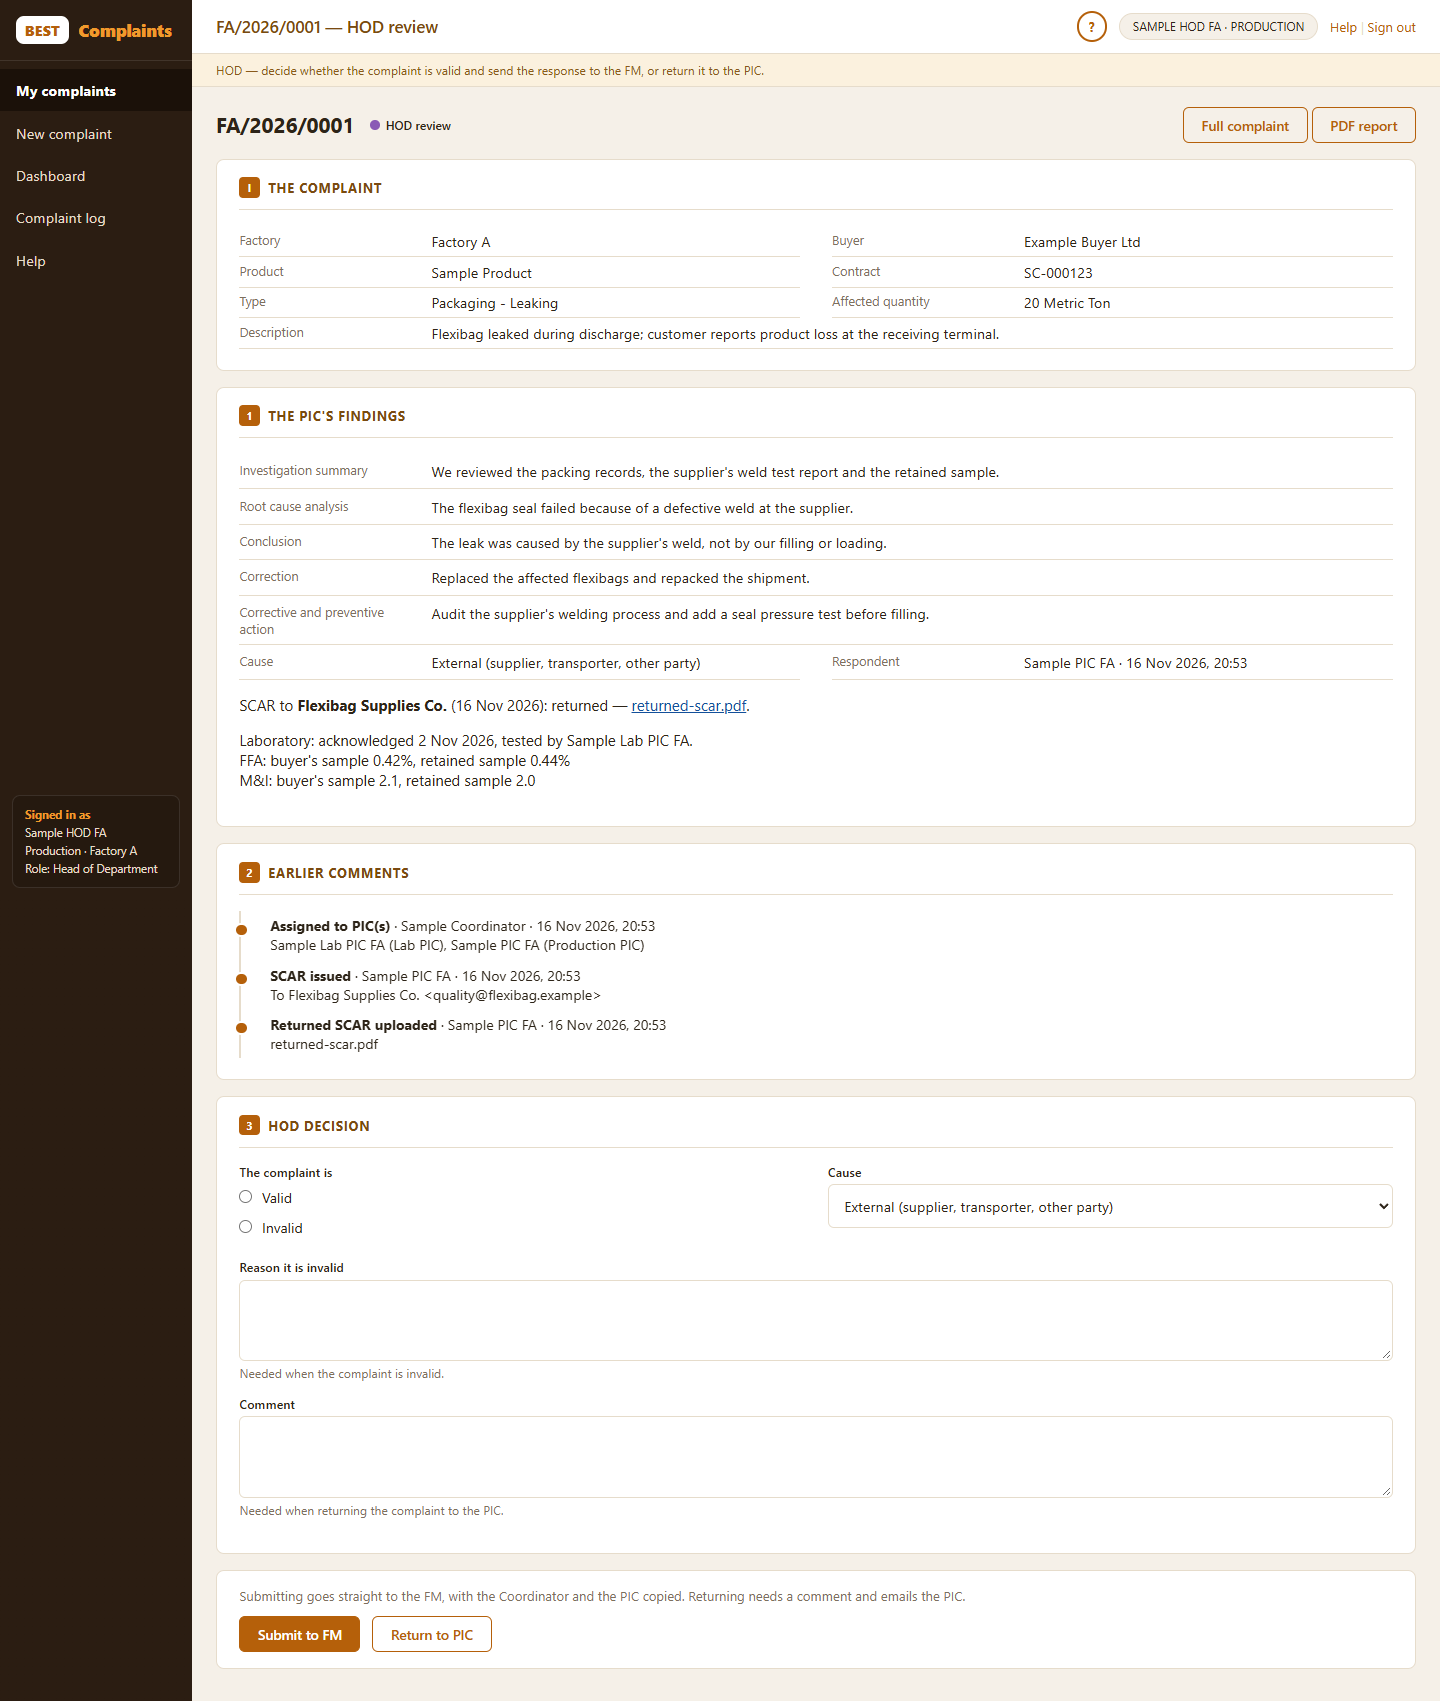 BEST Complaints
My complaints
New complaint
Dashboard
Complaint log
Help
Signed in as
Sample HOD FA
Production · Factory A
Role: Head of Department
FA/2026/0001 — HOD review
?
SAMPLE HOD FA · PRODUCTION
Help | Sign out
HOD — decide whether the complaint is valid and send the response to the FM, or return it to the PIC.
FA/2026/0001 HOD review
Full complaint
PDF report
I THE COMPLAINT
Factory Factory A
Buyer Example Buyer Ltd
Product Sample Product
Contract SC-000123
Type Packaging - Leaking
Affected quantity 20 Metric Ton
Description Flexibag leaked during discharge; customer reports product loss at the receiving terminal.
1 THE PIC'S FINDINGS
Investigation summary We reviewed the packing records, the supplier's weld test report and the retained sample.
Root cause analysis The flexibag seal failed because of a defective weld at the supplier.
Conclusion The leak was caused by the supplier's weld, not by our filling or loading.
Correction Replaced the affected flexibags and repacked the shipment.
Corrective and preventive action Audit the supplier's welding process and add a seal pressure test before filling.
Cause External (supplier, transporter, other party)
Respondent Sample PIC FA · 16 Nov 2026, 20:53
SCAR to Flexibag Supplies Co. (16 Nov 2026): returned — returned-scar.pdf.
Laboratory: acknowledged 2 Nov 2026, tested by Sample Lab PIC FA.
FFA: buyer's sample 0.42%, retained sample 0.44%
M&I: buyer's sample 2.1, retained sample 2.0
2 EARLIER COMMENTS
Assigned to PIC(s) · Sample Coordinator · 16 Nov 2026, 20:53
Sample Lab PIC FA (Lab PIC), Sample PIC FA (Production PIC)
SCAR issued · Sample PIC FA · 16 Nov 2026, 20:53
To Flexibag Supplies Co. <quality@flexibag.example>
Returned SCAR uploaded · Sample PIC FA · 16 Nov 2026, 20:53
returned-scar.pdf
3 HOD DECISION
The complaint is
Valid
Invalid
Cause
External (supplier, transporter, other party)
Reason it is invalid
Needed when the complaint is invalid.
Comment
Needed when returning the complaint to the PIC.
Submitting goes straight to the FM, with the Coordinator and the PIC copied. Returning needs a comment and emails the PIC.
Submit to FM
Return to PIC